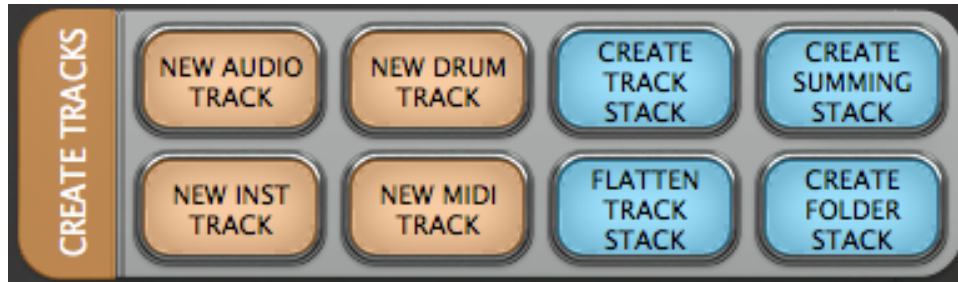 CREATE TRACKS
NEW AUDIO
TRACK
NEW DRUM
TRACK
CREATE
TRACK
STACK
CREATE
SUMMING
STACK
NEW INST
TRACK
NEW MIDI
TRACK
FLATTEN
TRACK
STACK
CREATE
FOLDER
STACK